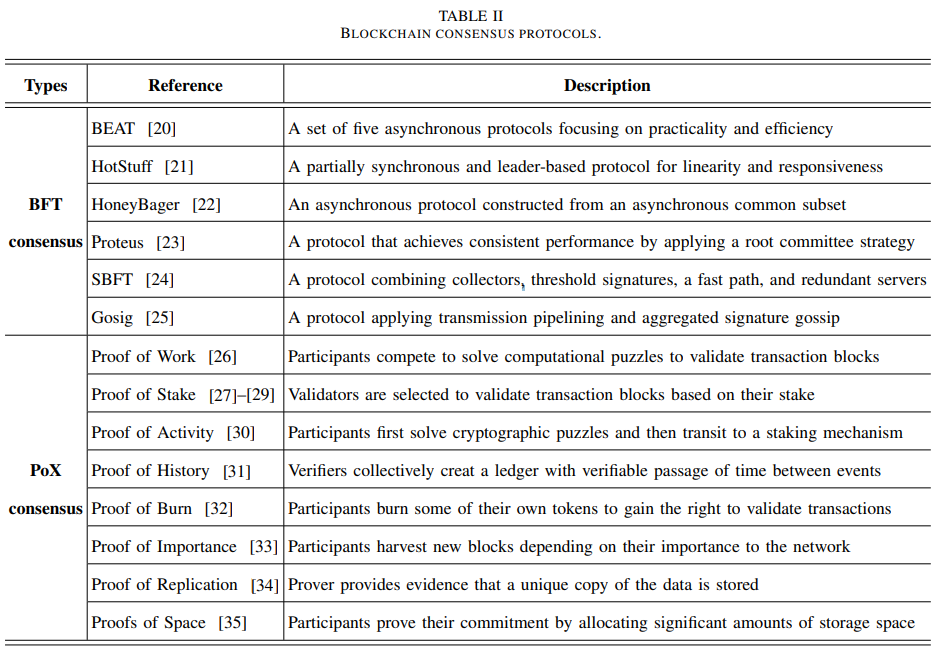 TABLE II
BLOCKCHAIN CONSENSUS PROTOCOLS.
Types Reference Description
BFT consensus
BEAT [20] A set of five asynchronous protocols focusing on practicality and efficiency
HotStuff [21] A partially synchronous and leader-based protocol for linearity and responsiveness
HoneyBager [22] An asynchronous protocol constructed from an asynchronous common subset
Proteus [23] A protocol that achieves consistent performance by applying a root committee strategy
SBFT [24] A protocol combining collectors, threshold signatures, a fast path, and redundant servers
Gosig [25] A protocol applying transmission pipelining and aggregated signature gossip
PoX consensus
Proof of Work [26] Participants compete to solve computational puzzles to validate transaction blocks
Proof of Stake [27]–[29] Validators are selected to validate transaction blocks based on their stake
Proof of Activity [30] Participants first solve cryptographic puzzles and then transit to a staking mechanism
Proof of History [31] Verifiers collectively creat a ledger with verifiable passage of time between events
Proof of Burn [32] Participants burn some of their own tokens to gain the right to validate transactions
Proof of Importance [33] Participants harvest new blocks depending on their importance to the network
Proof of Replication [34] Prover provides evidence that a unique copy of the data is stored
Proofs of Space [35] Participants prove their commitment by allocating significant amounts of storage space